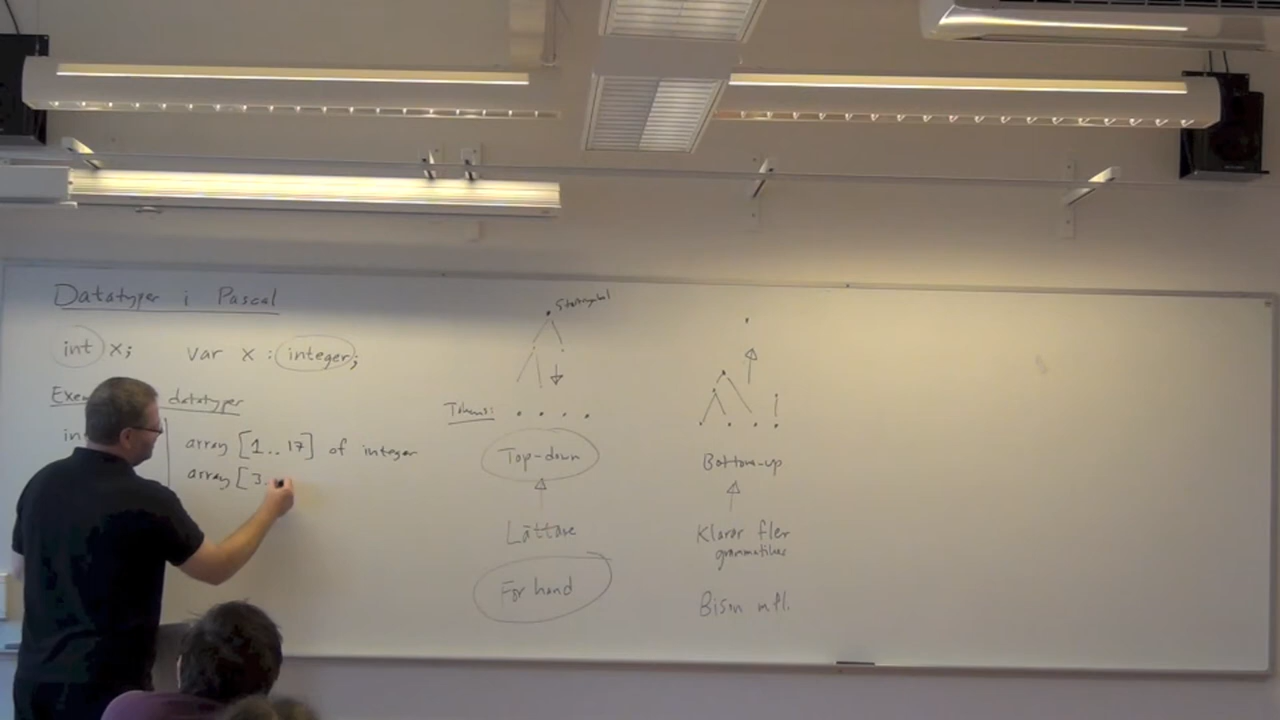 Datatyper i Pascal
int x; var x : integer;
datatyper
array [1..17] of integer
array [3.
Startsymbol
Tokens:
Top-down
Lättare
För hand
Bottom-up
Klarar fler
grammatiker
Bison mfl.